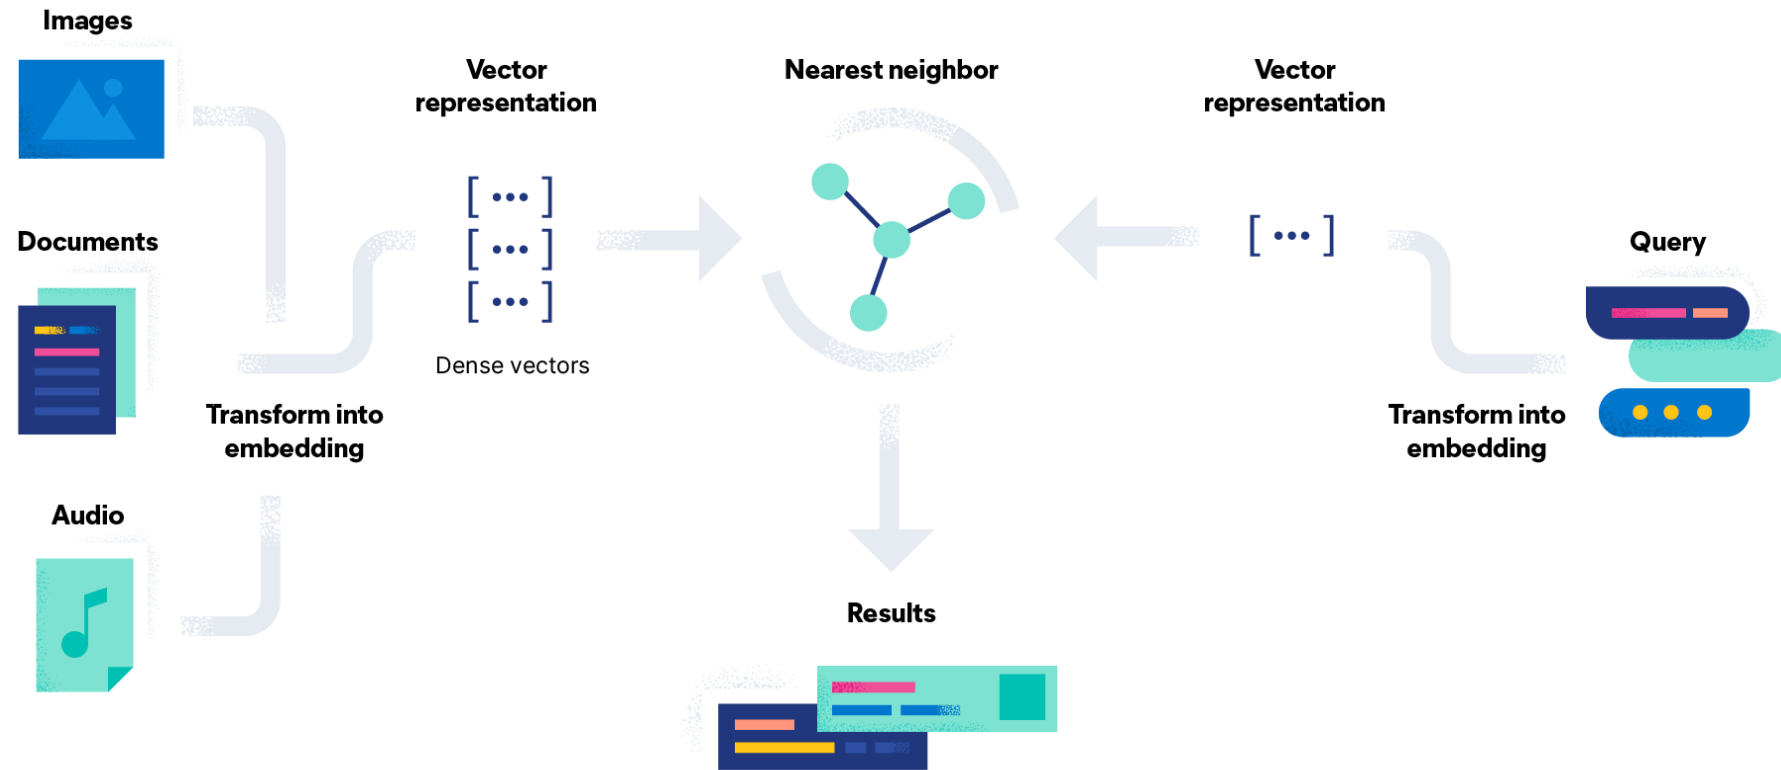 Images
Vector
representation
Nearest neighbor
Vector
representation
[ ••• ]
[ ••• ]
[ ••• ]
[ ••• ]
Documents
Query
Dense vectors
Transform into
embedding
Transform into
embedding
Audio
Results